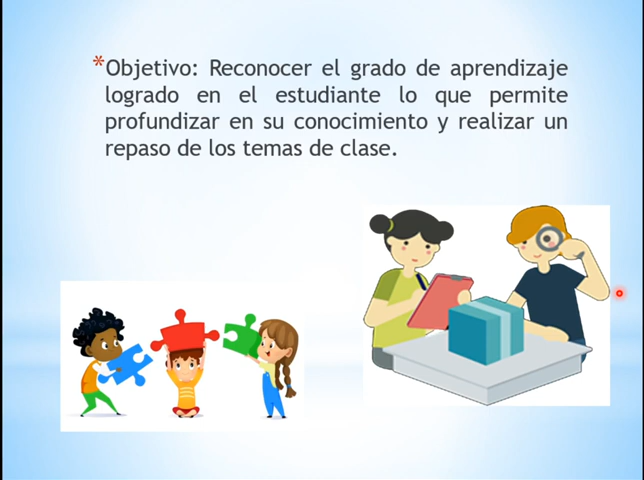 *Objetivo: Reconocer el grado de aprendizaje
logrado en el estudiante lo que permite
profundizar en su conocimiento y realizar un
repaso de los temas de clase.